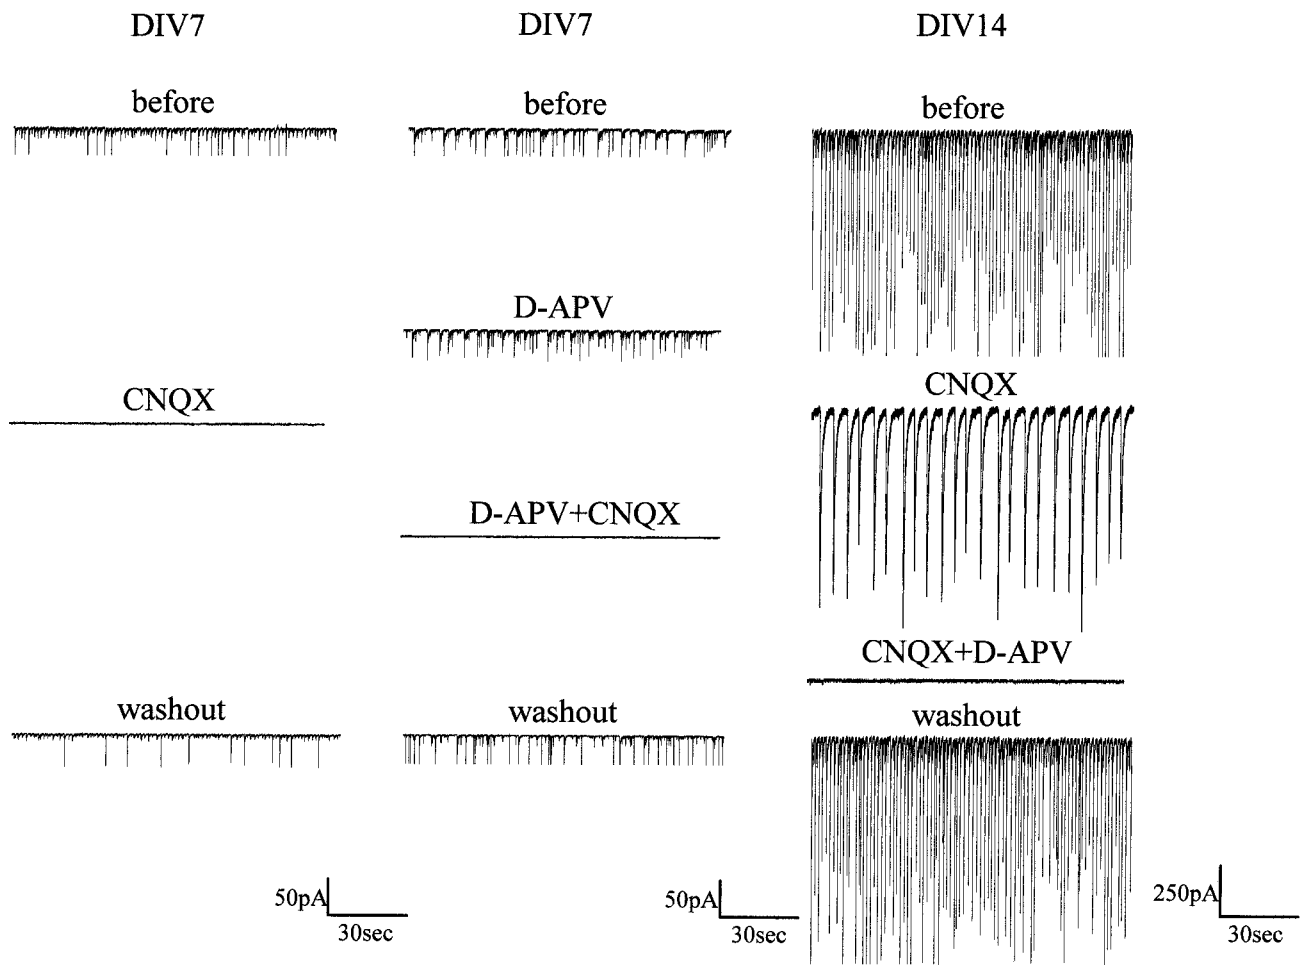 DIV7
DIV7
DIV14
before
before
before
D-APV
CNQX
CNQX
D-APV+CNQX
CNQX+D-APV
washout
washout
washout
50pA
30sec
50pA
30sec
250pA
30sec